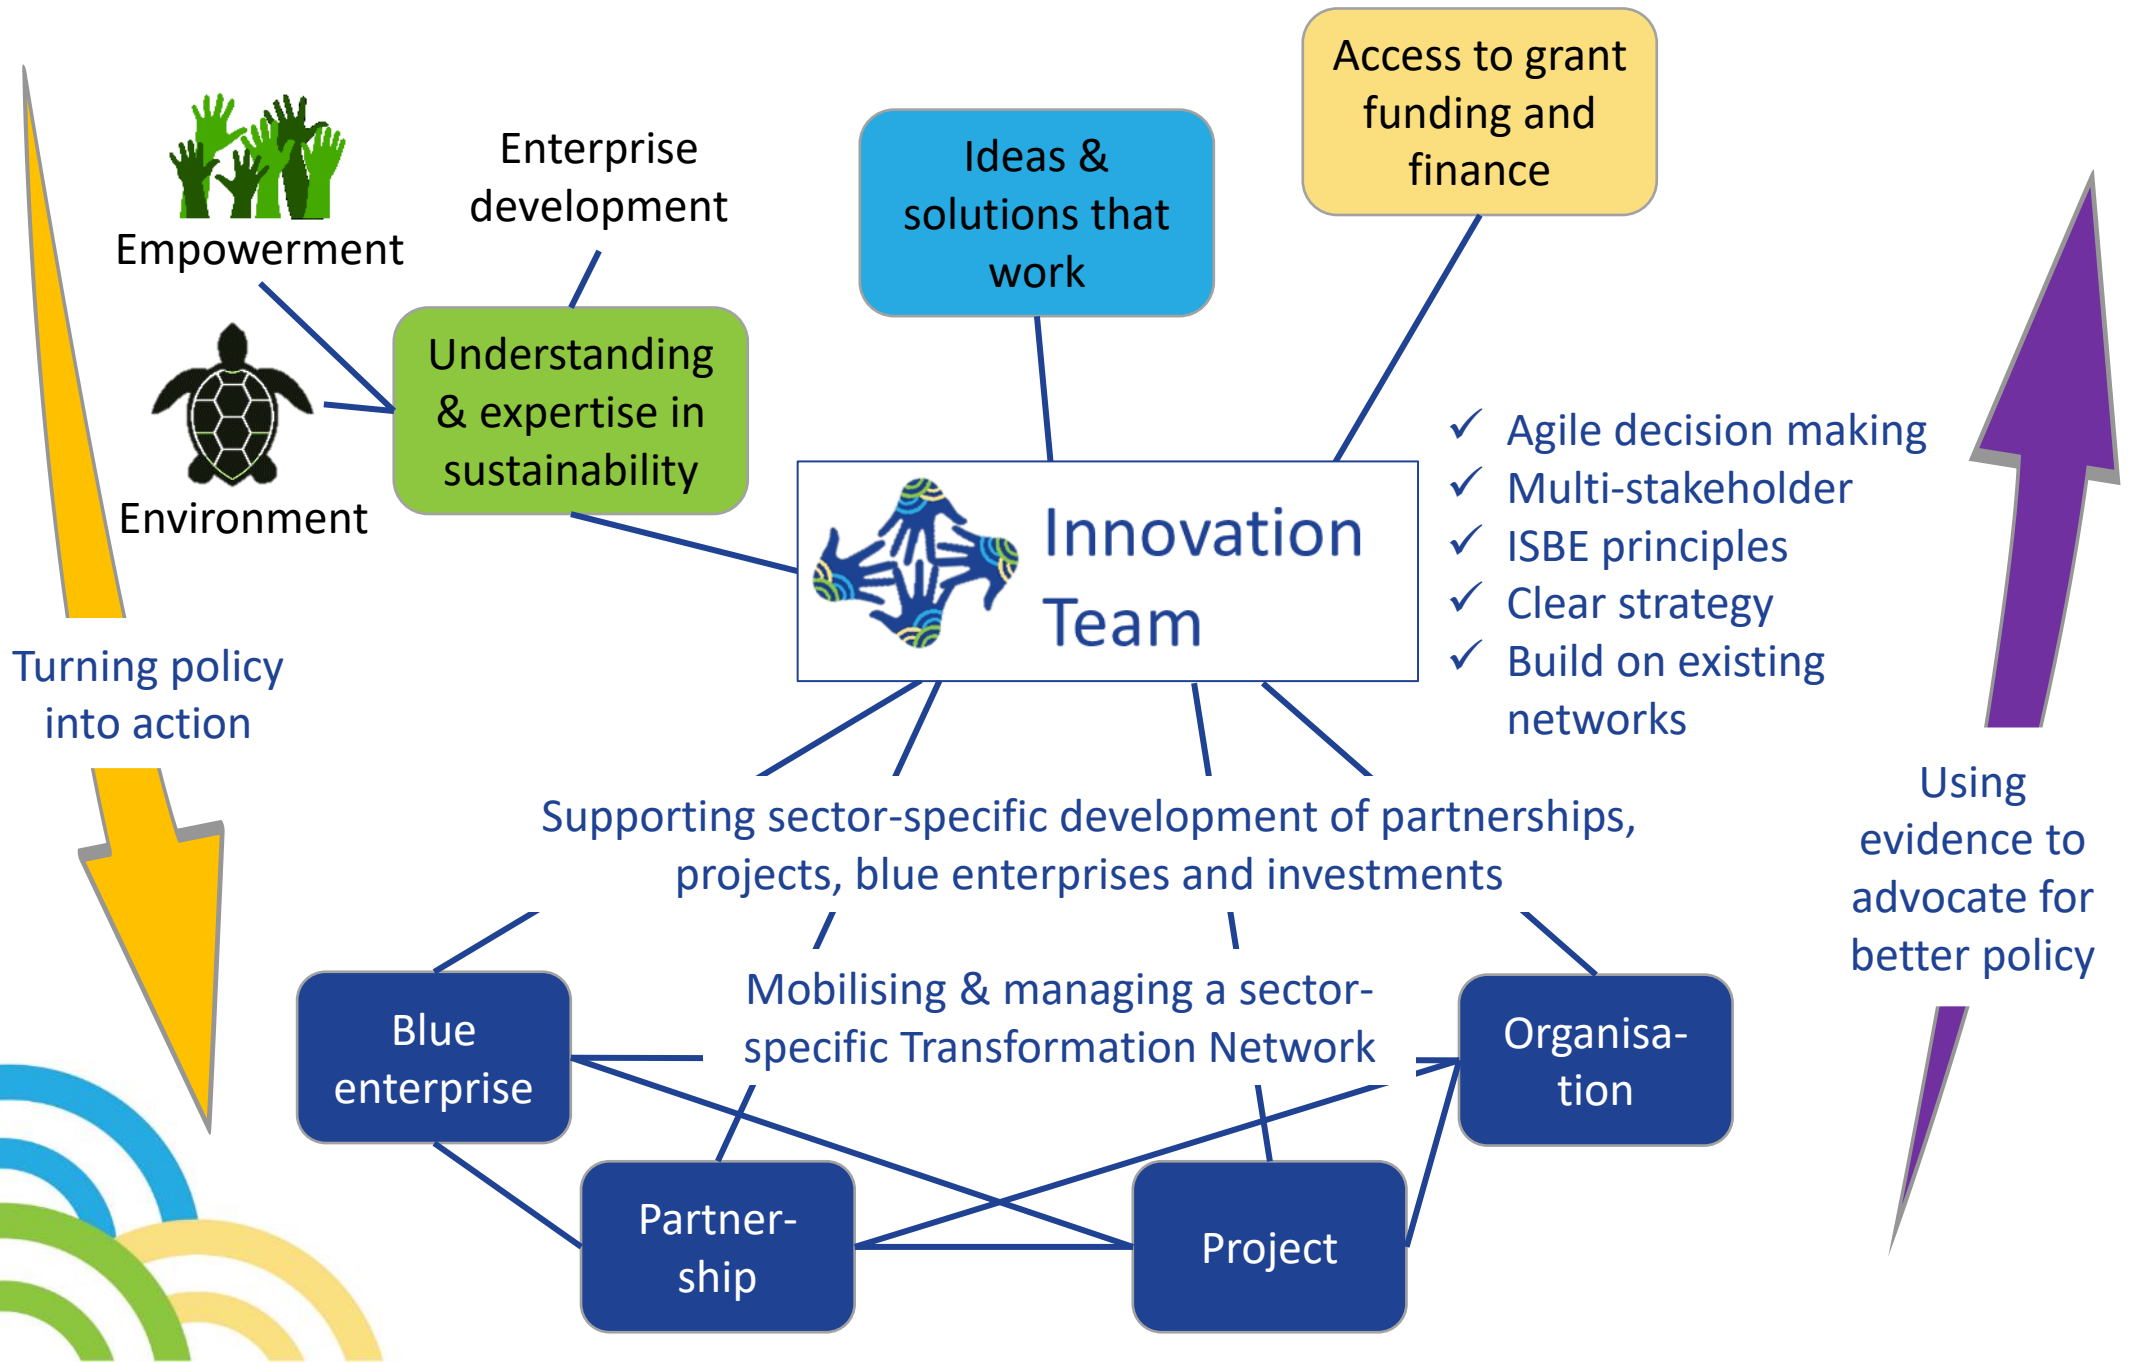 Access to grant
funding and
finance
Enterprise
development
Ideas &
solutions that
work
Empowerment
Understanding
& expertise in
sustainability
Environment
Innovation
Team
✓ Agile decision making
✓ Multi-stakeholder
✓ ISBE principles
✓ Clear strategy
✓ Build on existing
networks
Turning policy
into action
Supporting sector-specific development of partnerships,
projects, blue enterprises and investments
Using
evidence to
advocate for
better policy
Mobilising & managing a sector-
specific Transformation Network
Blue
enterprise
Organisa-
tion
Partner-
ship
Project